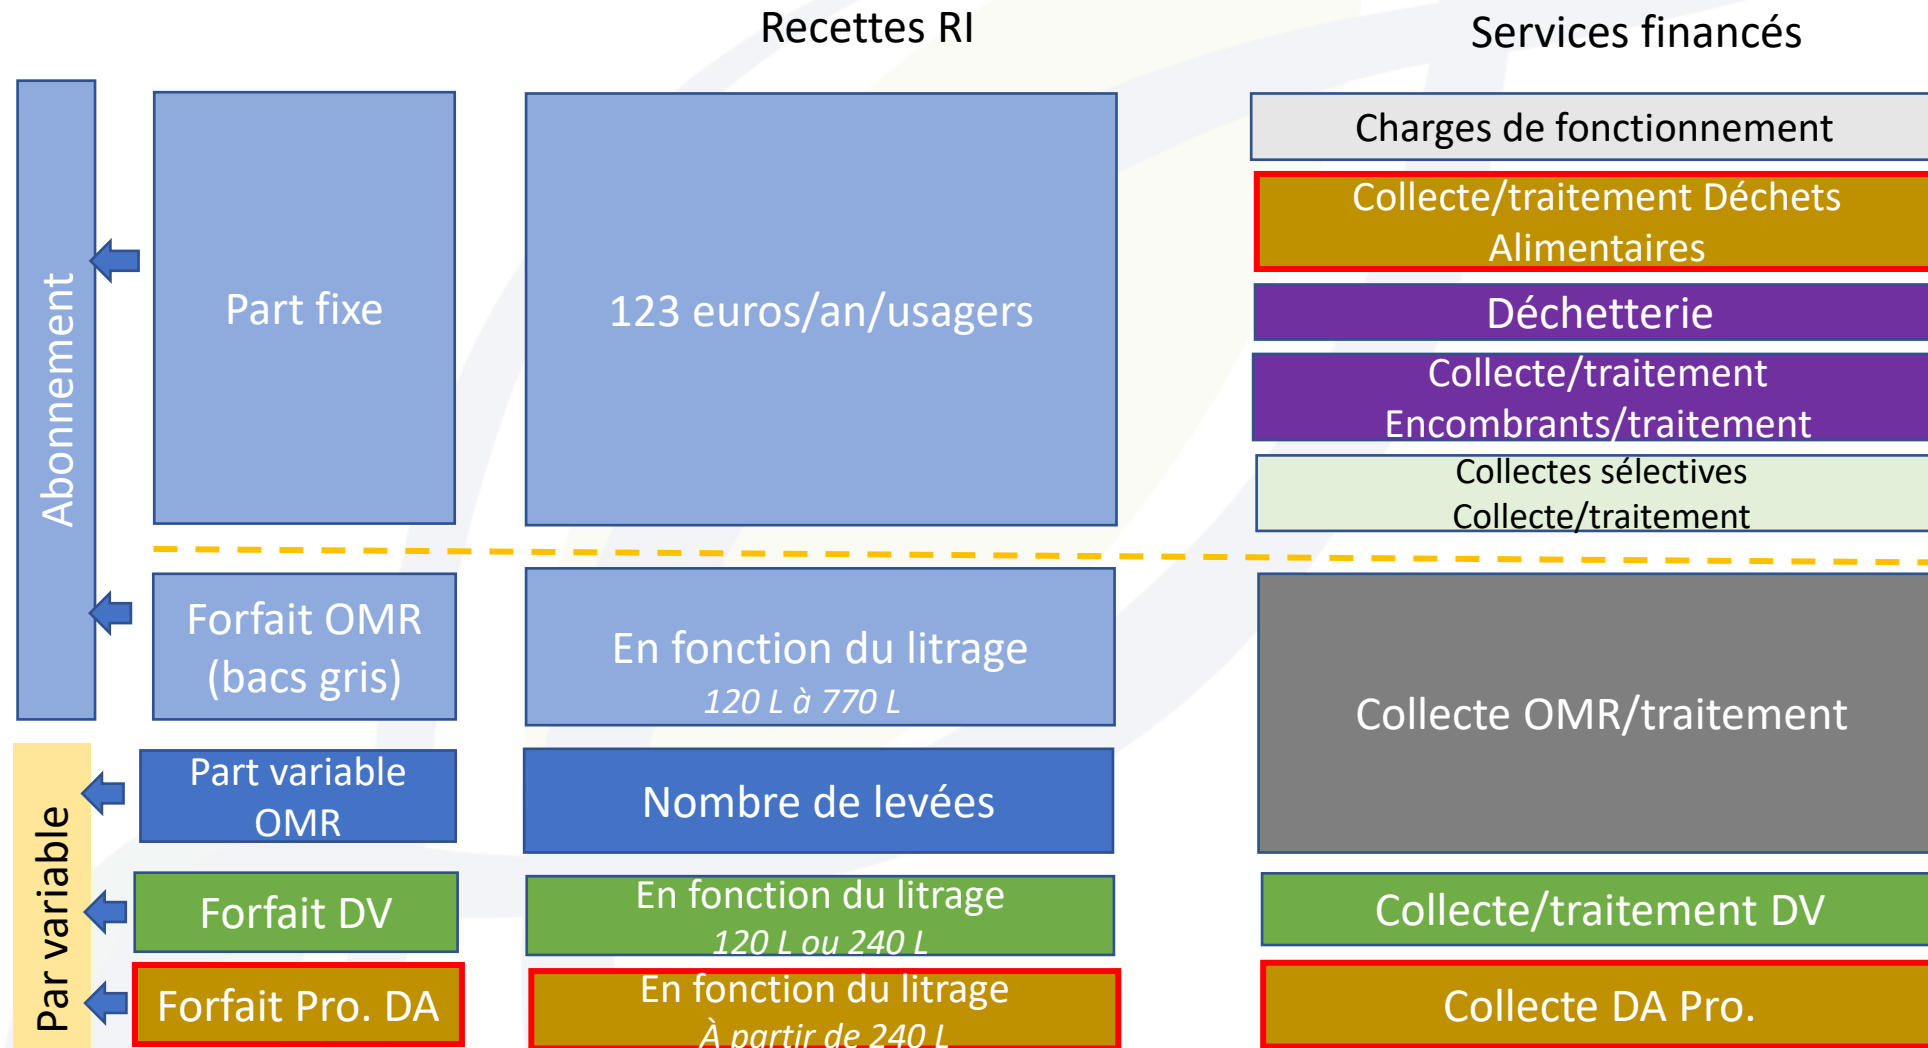 Recettes RI
Services financés
Abonnement
Part fixe
123 euros/an/usagers
Charges de fonctionnement
Collecte/traitement Déchets
Alimentaires
Déchetterie
Collecte/traitement
Encombrants/traitement
Collectes sélectives
Collecte/traitement
Forfait OMR
(bacs gris)
En fonction du litrage
120 L à 770 L
Collecte OMR/traitement
Par variable
Part variable
OMR
Nombre de levées
Forfait DV
En fonction du litrage
120 L ou 240 L
Collecte/traitement DV
Forfait Pro. DA
En fonction du litrage
À partir de 240 L
Collecte DA Pro.